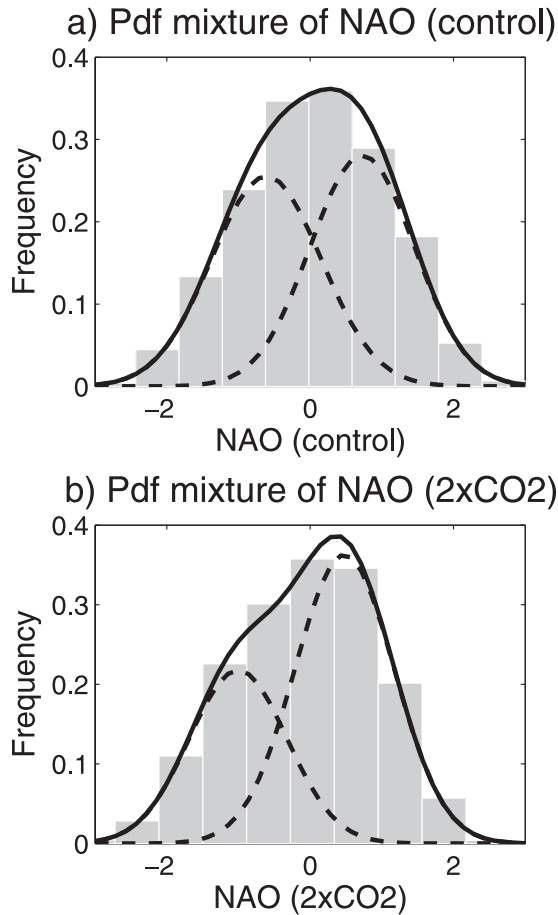 a) Pdf mixture of NAO (control)
0.4
0.3
0.2
0.1
0
Frequency
−2 0 2
NAO (control)
b) Pdf mixture of NAO (2xCO2)
0.4
0.3
0.2
0.1
0
Frequency
−2 0 2
NAO (2xCO2)